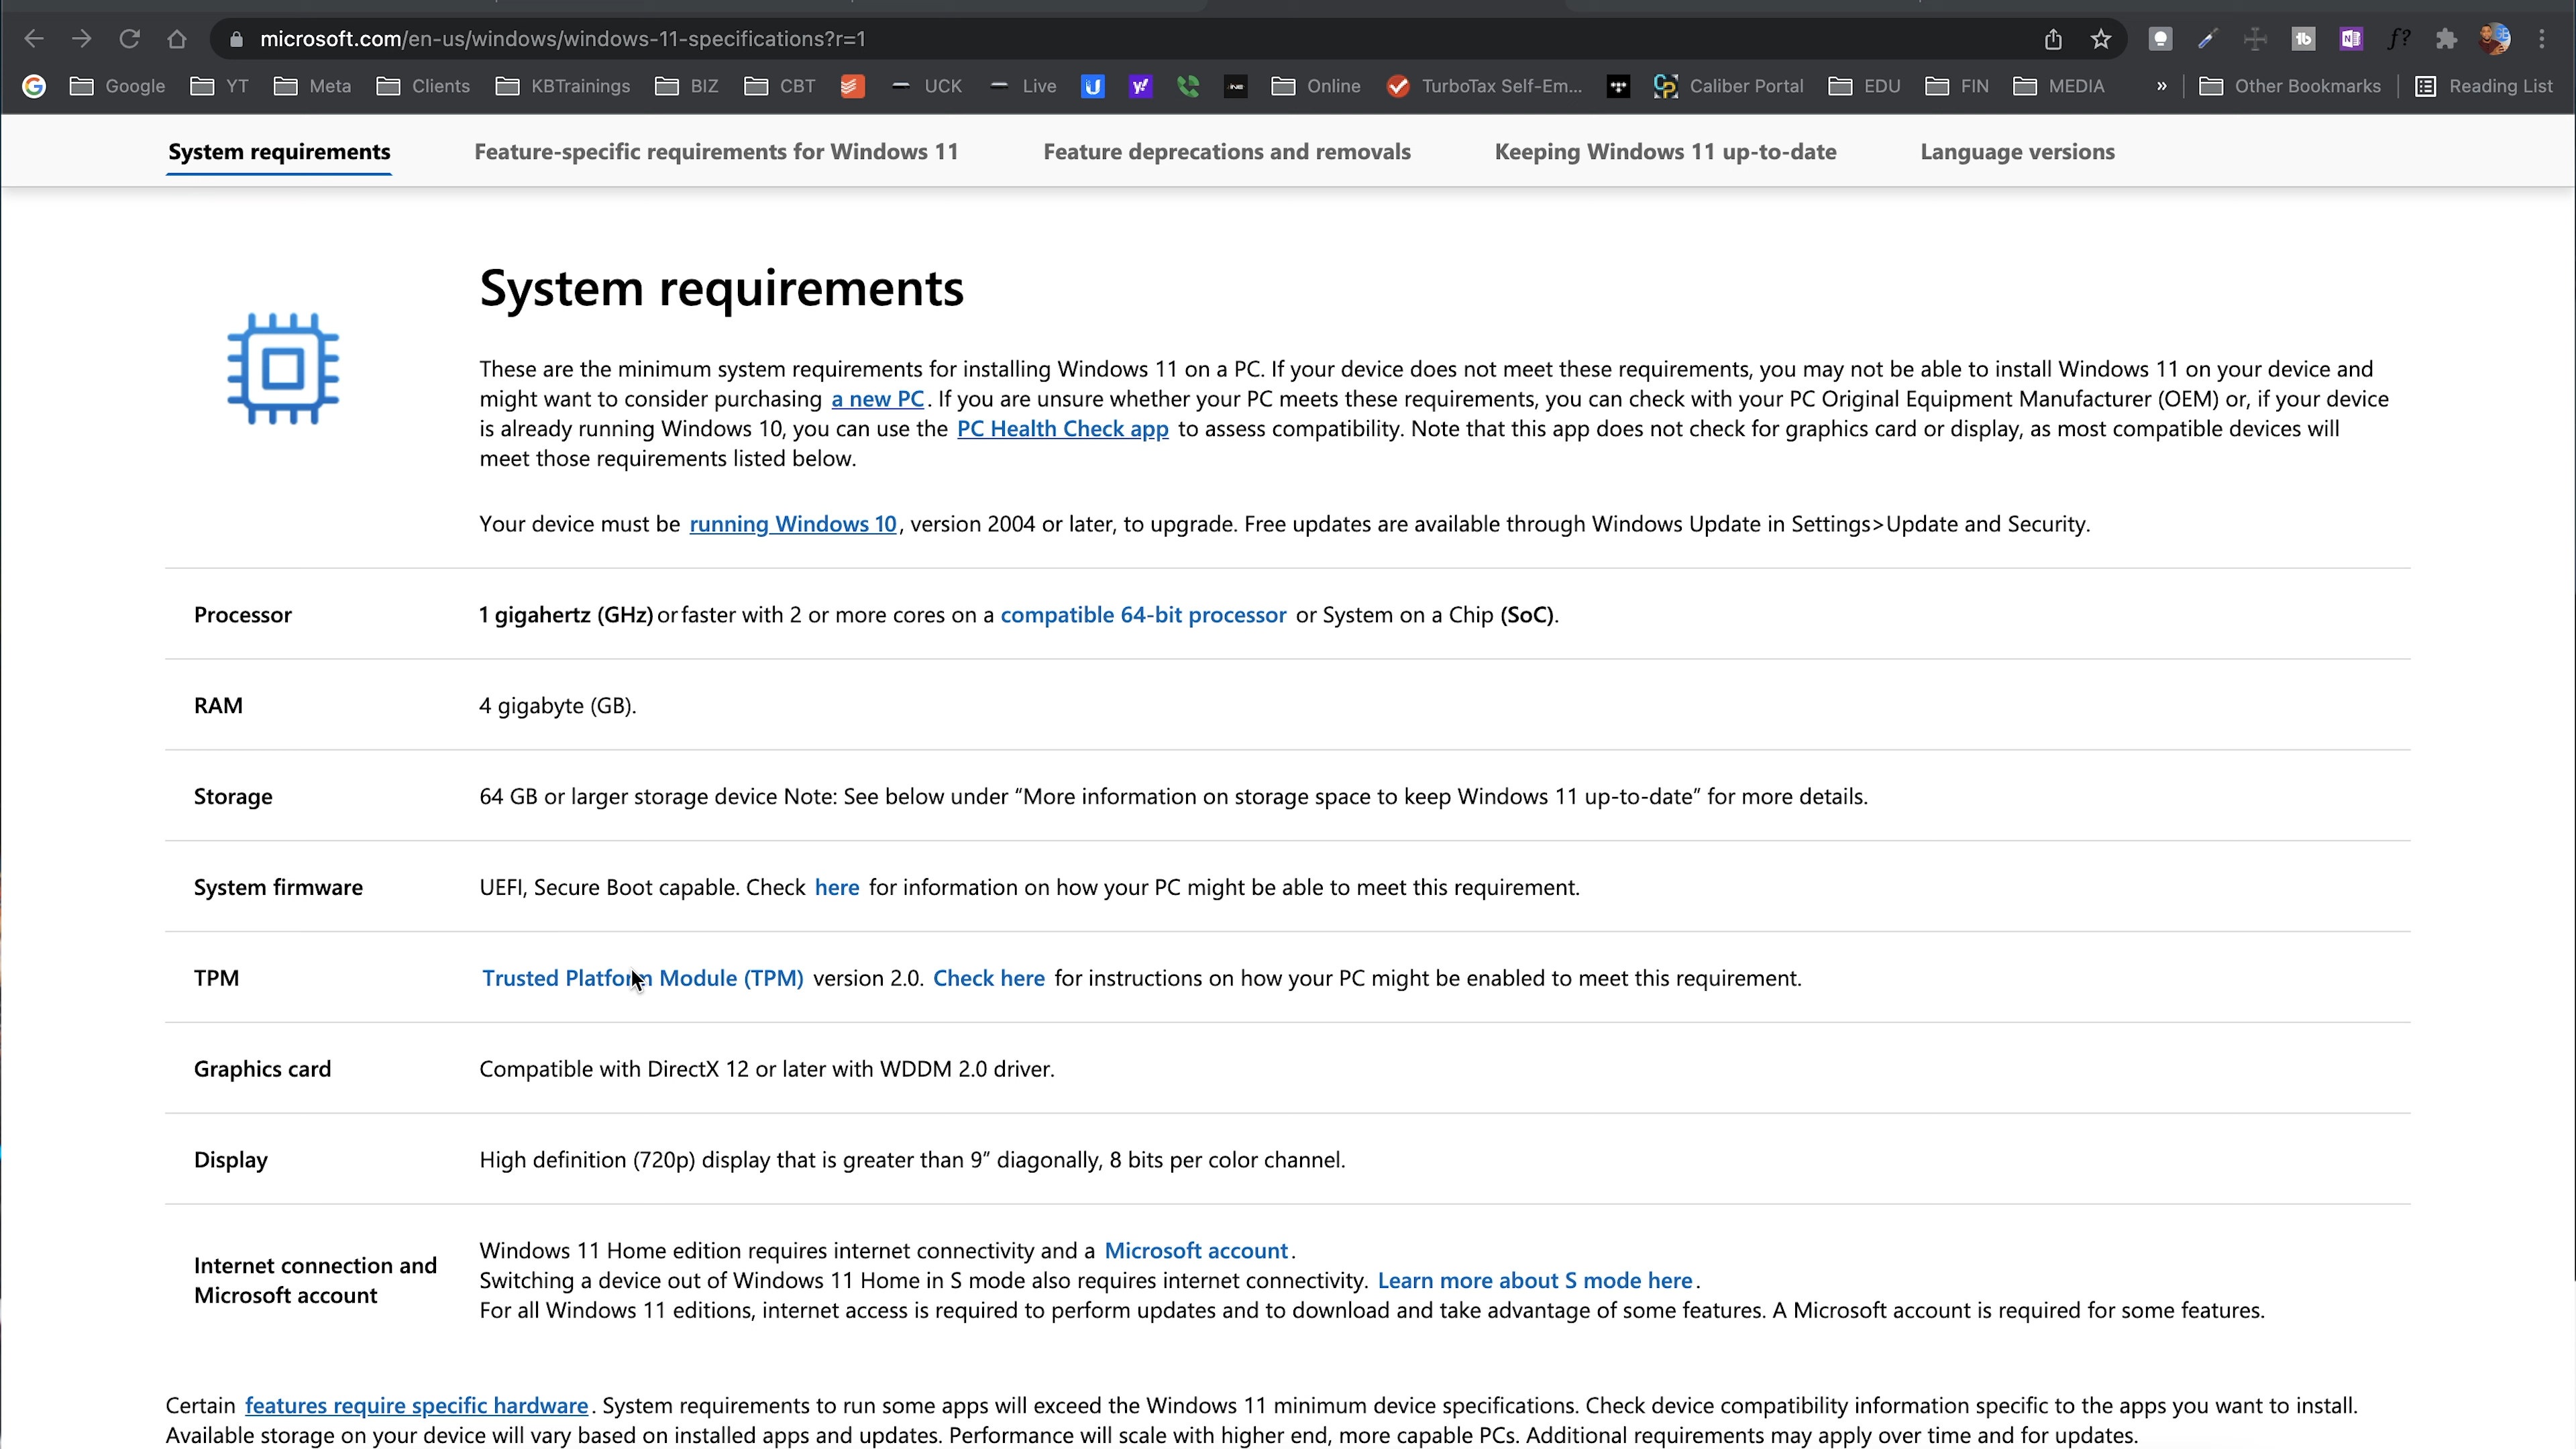 microsoft.com/en-us/windows/windows-11-specifications?r=1
Google YT Meta Clients KBTrainings BIZ CBT UCK Live Online TurboTax Self-Em... Caliber Portal EDU FIN MEDIA » Other Bookmarks Reading List
System requirements Feature-specific requirements for Windows 11 Feature deprecations and removals Keeping Windows 11 up-to-date Language versions
System requirements
These are the minimum system requirements for installing Windows 11 on a PC. If your device does not meet these requirements, you may not be able to install Windows 11 on your device and
might want to consider purchasing a new PC. If you are unsure whether your PC meets these requirements, you can check with your PC Original Equipment Manufacturer (OEM) or, if your device
is already running Windows 10, you can use the PC Health Check app to assess compatibility. Note that this app does not check for graphics card or display, as most compatible devices will
meet those requirements listed below.
Your device must be running Windows 10, version 2004 or later, to upgrade. Free updates are available through Windows Update in Settings>Update and Security.
Processor 1 gigahertz (GHz) or faster with 2 or more cores on a compatible 64-bit processor or System on a Chip (SoC).
RAM 4 gigabyte (GB).
Storage 64 GB or larger storage device Note: See below under “More information on storage space to keep Windows 11 up-to-date” for more details.
System firmware UEFI, Secure Boot capable. Check here for information on how your PC might be able to meet this requirement.
TPM Trusted Platform Module (TPM) version 2.0. Check here for instructions on how your PC might be enabled to meet this requirement.
Graphics card Compatible with DirectX 12 or later with WDDM 2.0 driver.
Display High definition (720p) display that is greater than 9” diagonally, 8 bits per color channel.
Internet connection and
Microsoft account
Windows 11 Home edition requires internet connectivity and a Microsoft account.
Switching a device out of Windows 11 Home in S mode also requires internet connectivity. Learn more about S mode here.
For all Windows 11 editions, internet access is required to perform updates and to download and take advantage of some features. A Microsoft account is required for some features.
Certain features require specific hardware. System requirements to run some apps will exceed the Windows 11 minimum device specifications. Check device compatibility information specific to the apps you want to install.
Available storage on your device will vary based on installed apps and updates. Performance will scale with higher end, more capable PCs. Additional requirements may apply over time and for updates.